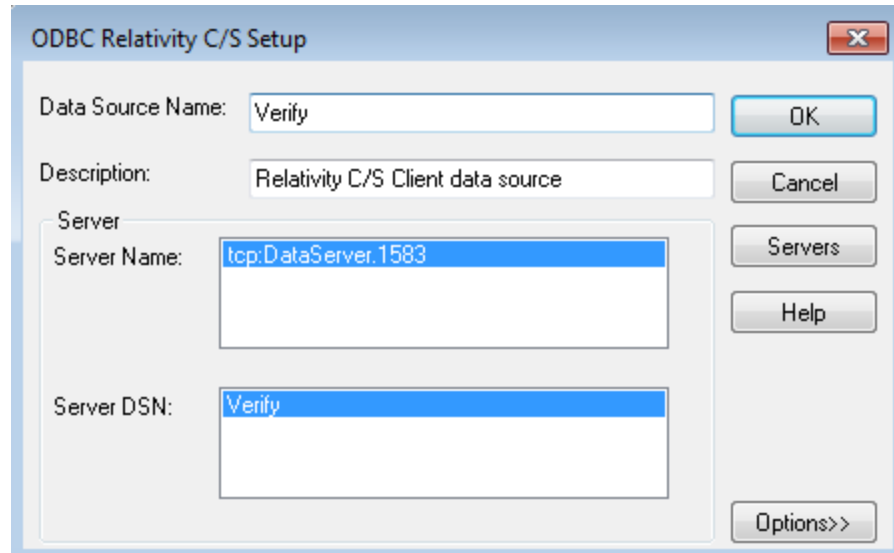 ODBC Relativity C/S Setup
Data Source Name: Verify
OK
Description: Relativity C/S Client data source
Cancel
Server
Server Name: tcp:DataServer.1583
Servers
Help
Server DSN: Verify
Options>>